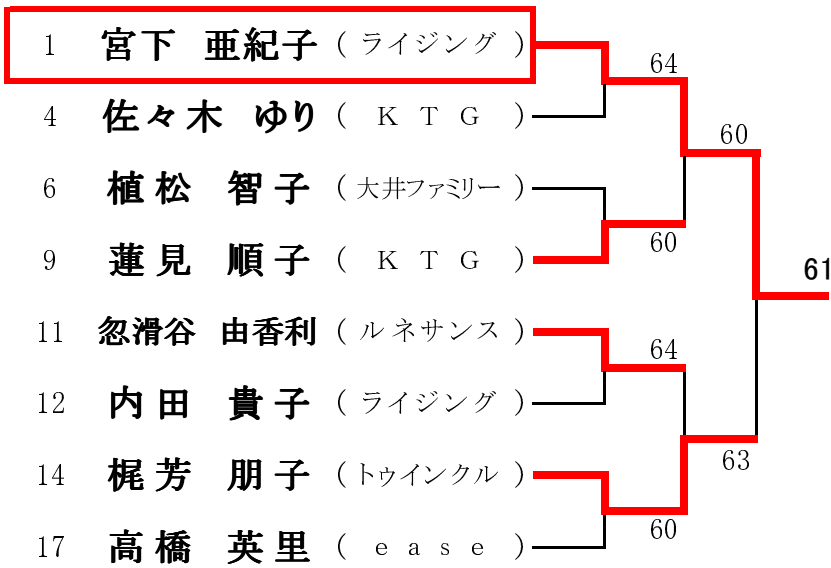 1 宮下 亜紀子 ( ライジング )
64
4 佐々木 ゆり ( K T G )
60
6 植松 智子 ( 大井ファミリー )
60
9 蓮見 順子 ( K T G )
61
11 忽滑谷 由香利 ( ルネサンス )
64
12 内田 貴子 ( ライジング )
63
14 梶芳 朋子 ( トゥインクル )
60
17 高橋 英里 ( e a s e )